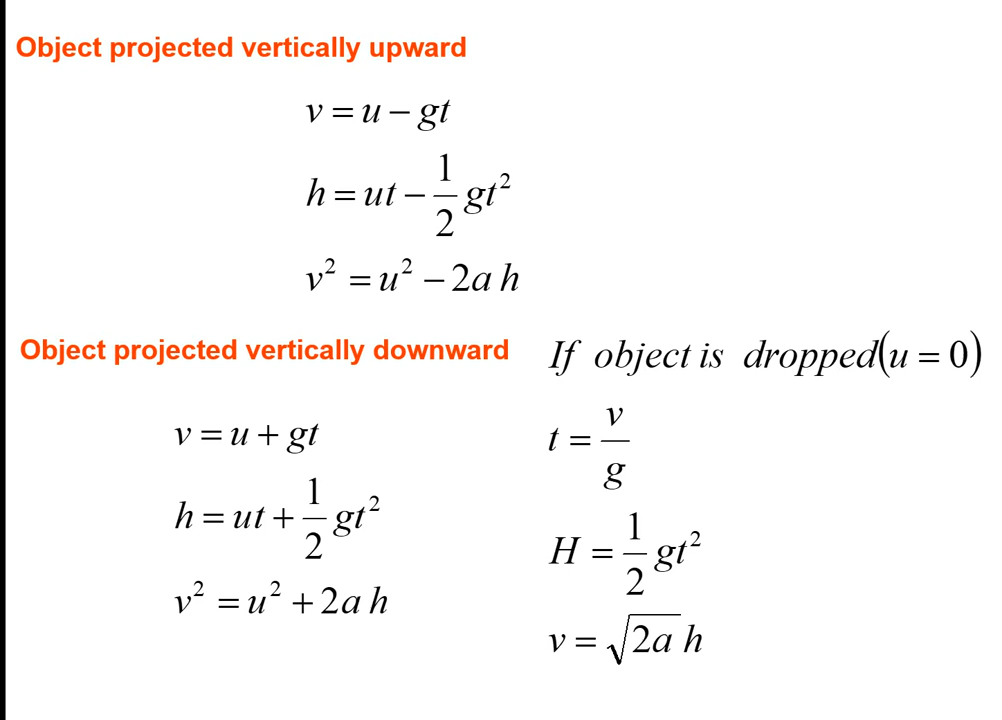 Object projected vertically upward
v = u − gt
h = ut − 1/2 gt²
v² = u² − 2a h
Object projected vertically downward
v = u + gt
h = ut + 1/2 gt²
v² = u² + 2a h
If object is dropped(u = 0)
t = v/g
H = 1/2 gt²
v = √(2a) h